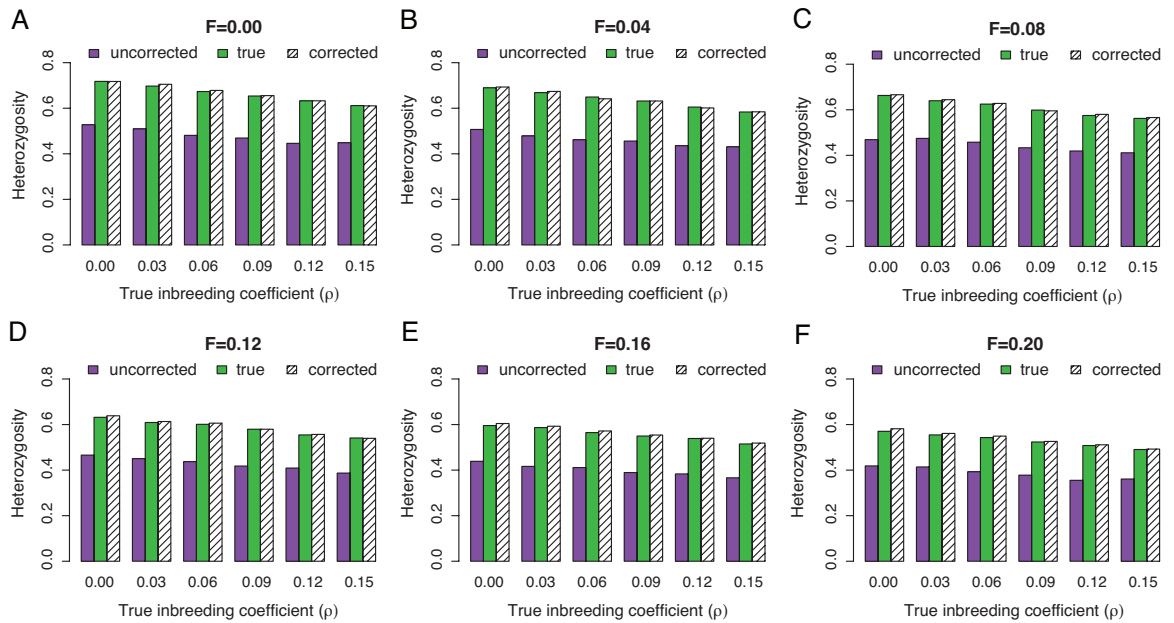 A
F=0.00
uncorrected true corrected
Heterozygosity
0.0 0.2 0.4 0.6 0.8
0.00 0.03 0.06 0.09 0.12 0.15
True inbreeding coefficient (ρ)
B
F=0.04
uncorrected true corrected
Heterozygosity
0.0 0.2 0.4 0.6 0.8
0.00 0.03 0.06 0.09 0.12 0.15
True inbreeding coefficient (ρ)
C
F=0.08
uncorrected true corrected
Heterozygosity
0.0 0.2 0.4 0.6 0.8
0.00 0.03 0.06 0.09 0.12 0.15
True inbreeding coefficient (ρ)
D
F=0.12
uncorrected true corrected
Heterozygosity
0.0 0.2 0.4 0.6 0.8
0.00 0.03 0.06 0.09 0.12 0.15
True inbreeding coefficient (ρ)
E
F=0.16
uncorrected true corrected
Heterozygosity
0.0 0.2 0.4 0.6 0.8
0.00 0.03 0.06 0.09 0.12 0.15
True inbreeding coefficient (ρ)
F
F=0.20
uncorrected true corrected
Heterozygosity
0.0 0.2 0.4 0.6 0.8
0.00 0.03 0.06 0.09 0.12 0.15
True inbreeding coefficient (ρ)